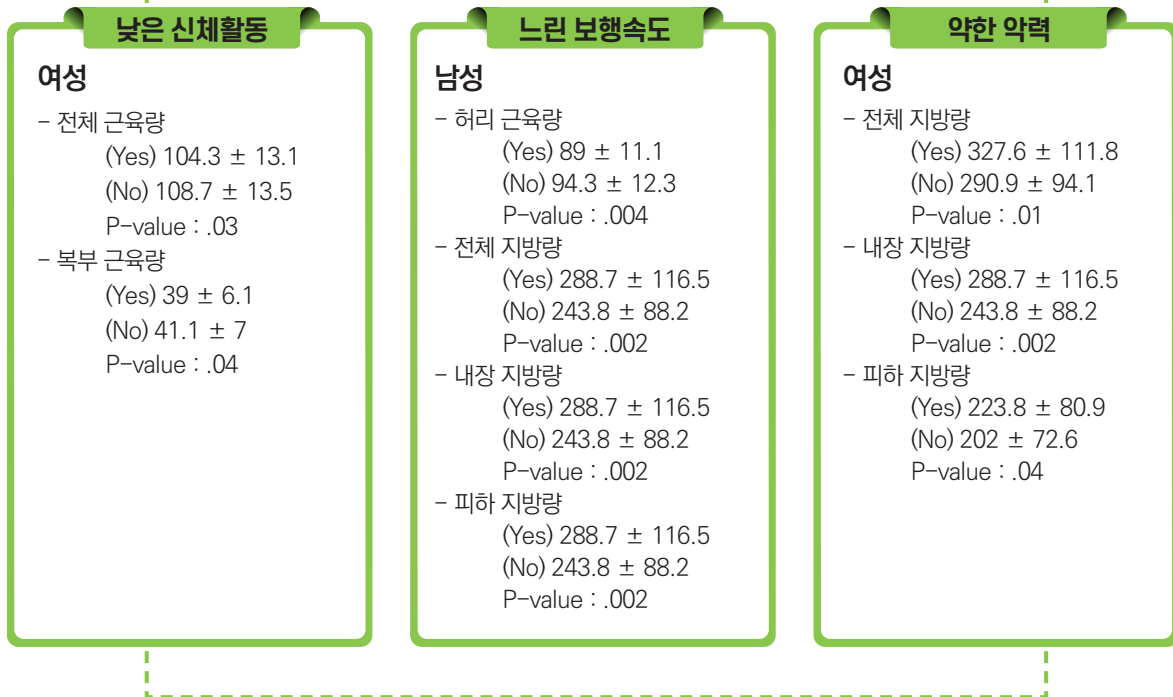 낮은 신체활동
여성
- 전체 근육량
(Yes) 104.3 ± 13.1
(No) 108.7 ± 13.5
P-value : .03
- 복부 근육량
(Yes) 39 ± 6.1
(No) 41.1 ± 7
P-value : .04
느린 보행속도
남성
- 허리 근육량
(Yes) 89 ± 11.1
(No) 94.3 ± 12.3
P-value : .004
- 전체 지방량
(Yes) 288.7 ± 116.5
(No) 243.8 ± 88.2
P-value : .002
- 내장 지방량
(Yes) 288.7 ± 116.5
(No) 243.8 ± 88.2
P-value : .002
- 피하 지방량
(Yes) 288.7 ± 116.5
(No) 243.8 ± 88.2
P-value : .002
약한 악력
여성
- 전체 지방량
(Yes) 327.6 ± 111.8
(No) 290.9 ± 94.1
P-value : .01
- 내장 지방량
(Yes) 288.7 ± 116.5
(No) 243.8 ± 88.2
P-value : .002
- 피하 지방량
(Yes) 223.8 ± 80.9
(No) 202 ± 72.6
P-value : .04